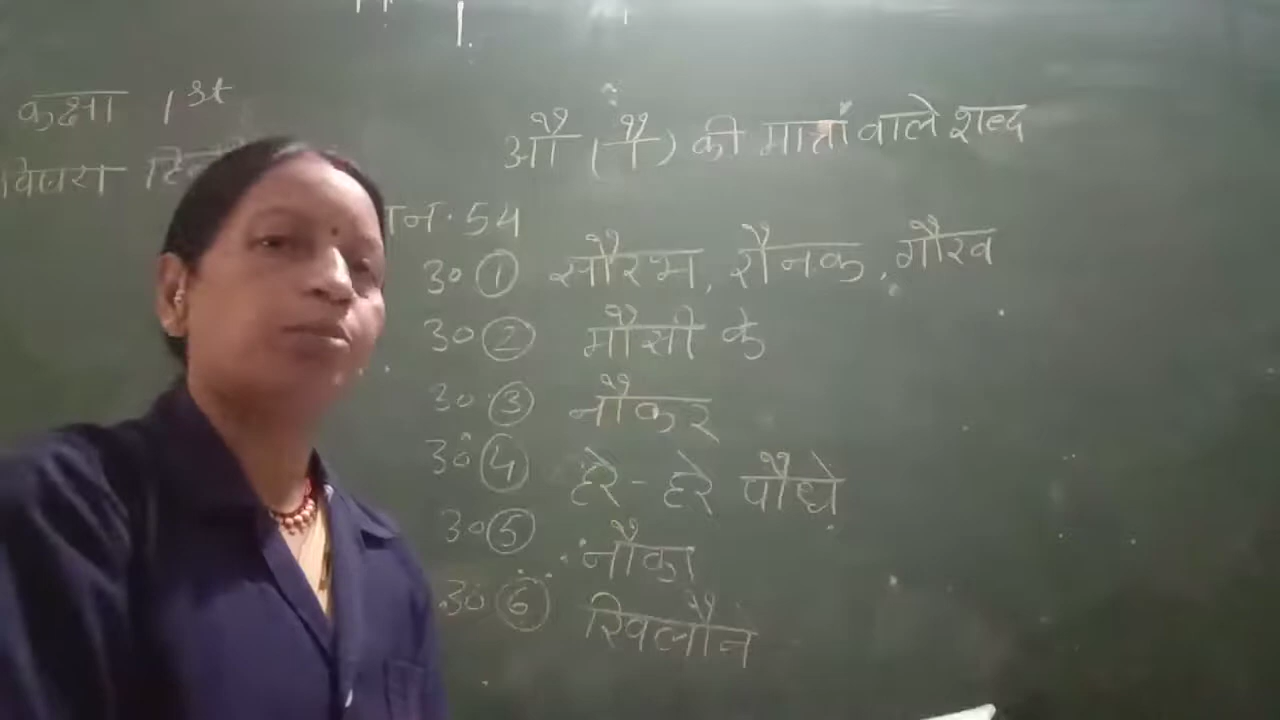 कक्षा 1st
विषय
औ (ौ) की मात्रा वाले शब्द
54
उ० ① सौरभ, रौनक, गौरव
उ० ② मौसी के
उ० ③ नौकर
उ० ④ हरे - हरे पौधे
उ० ⑤ नौका
उ० ⑥ खिलौने